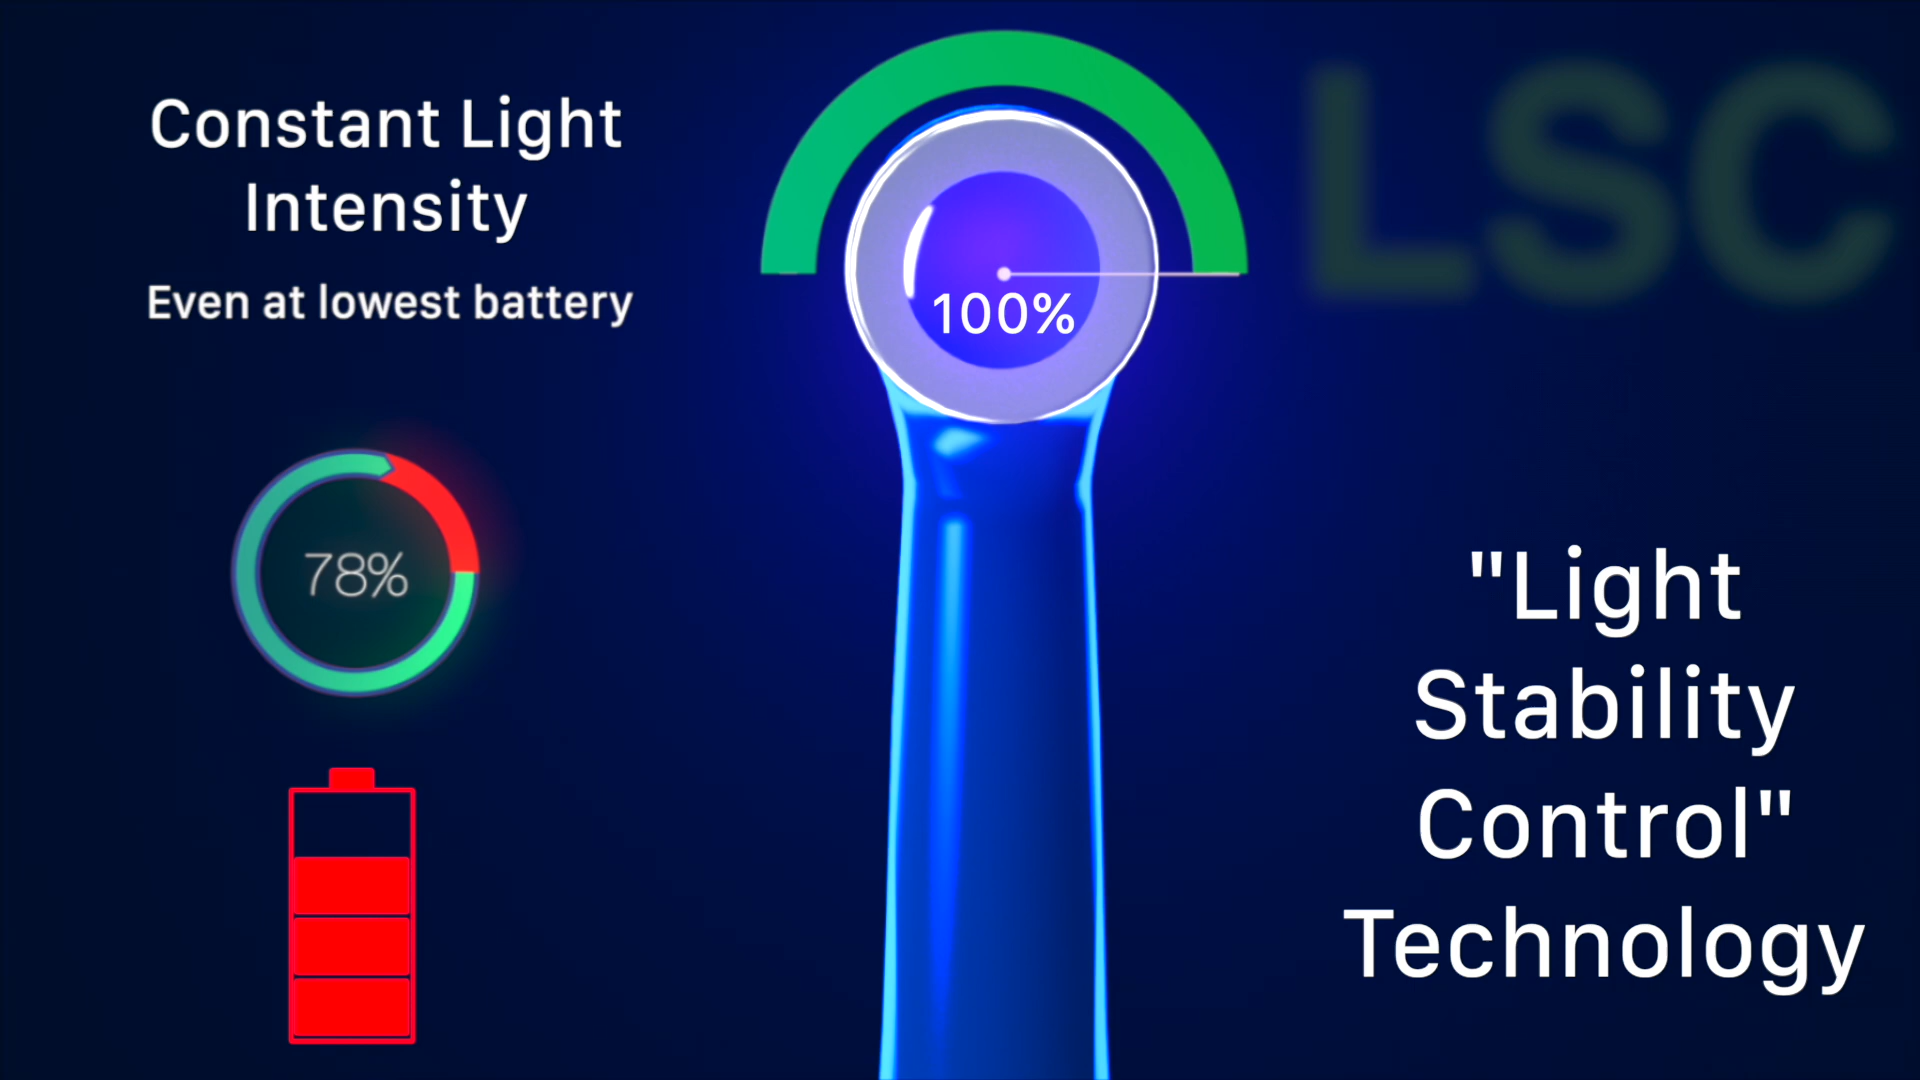 Constant Light
Intensity
Even at lowest battery
78%
100%
LSC
"Light
Stability
Control"
Technology